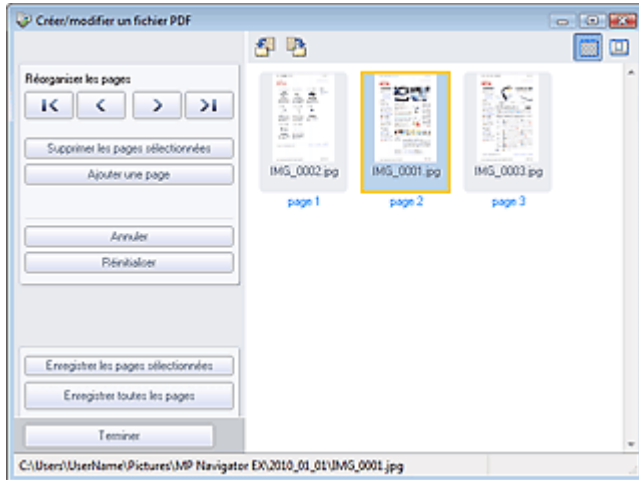 Créer/modifier un fichier PDF
Réorganiser les pages
Supprimer les pages sélectionnées
Ajouter une page
Annuler
Réinitialiser
Enregistrer les pages sélectionnées
Enregistrer toutes les pages
Terminer
IMG_0002.jpg IMG_0001.jpg IMG_0003.jpg
page 1 page 2 page 3
C:\Users\UserName\Pictures\MP Navigator EX\2010_01_01\IMG_0001.jpg